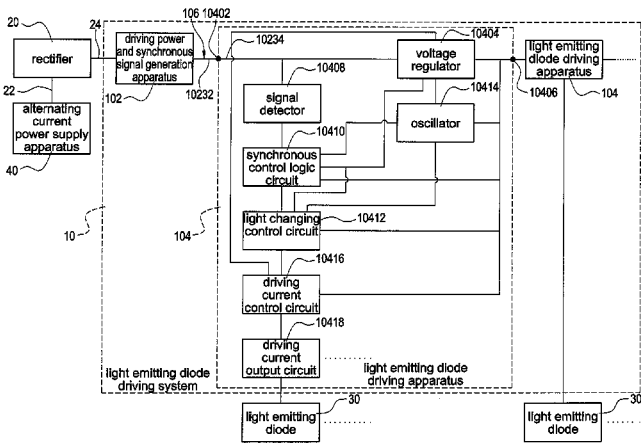 20
24
rectifier
22
alternating
current
power supply
apparatus
40
driving power
and synchronous
signal generation
apparatus
102
106
10402
10234
10232
10408
signal
detector
10410
synchronous
control logic
circuit
10404
voltage
regulator
10414
oscillator
10406
light emitting
diode driving
apparatus
104
10
104
light changing
control circuit
10412
10416
driving
current
control circuit
10418
driving
current
output circuit
light emitting diode
driving system
light emitting diode
driving apparatus
30
light emitting
diode
30
light emitting
diode